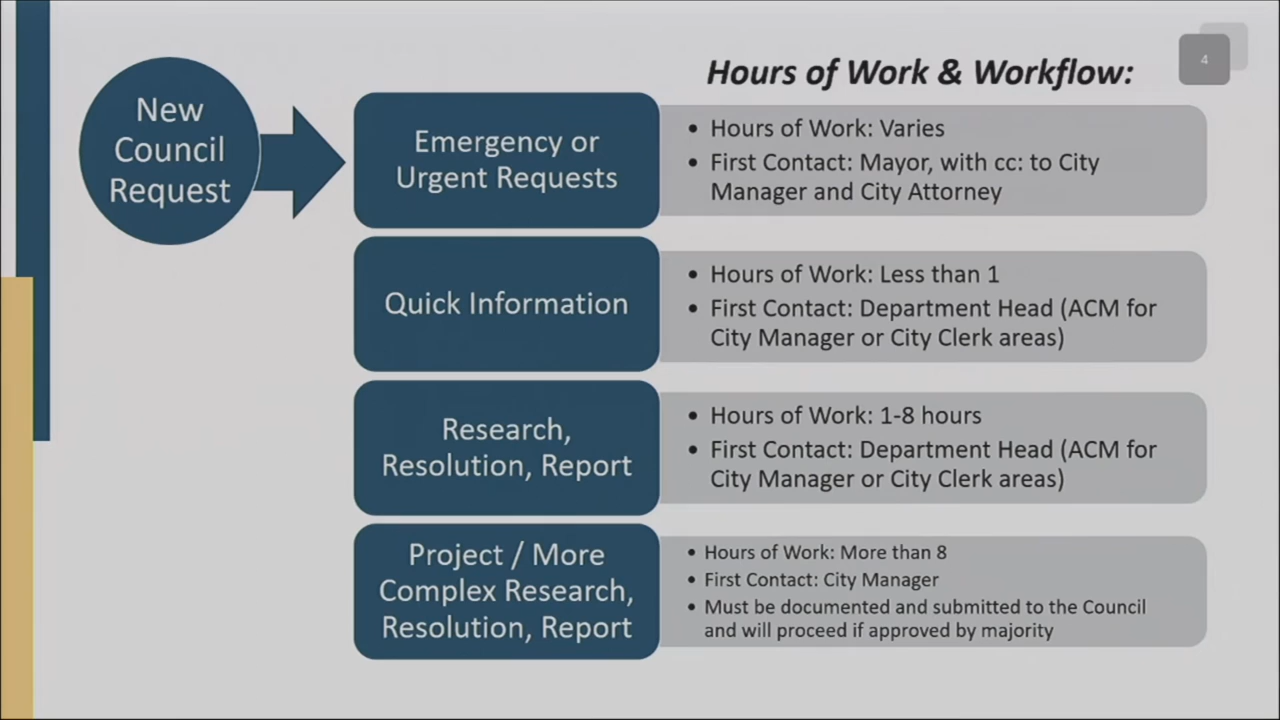 Hours of Work & Workflow:
4
New
Council
Request
Emergency or
Urgent Requests
• Hours of Work: Varies
• First Contact: Mayor, with cc: to City
Manager and City Attorney
Quick Information
• Hours of Work: Less than 1
• First Contact: Department Head (ACM for
City Manager or City Clerk areas)
Research,
Resolution, Report
• Hours of Work: 1-8 hours
• First Contact: Department Head (ACM for
City Manager or City Clerk areas)
Project / More
Complex Research,
Resolution, Report
• Hours of Work: More than 8
• First Contact: City Manager
• Must be documented and submitted to the Council
and will proceed if approved by majority